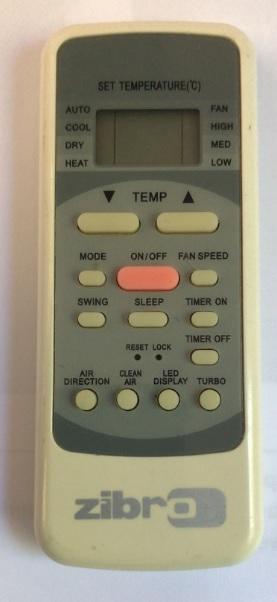 SET TEMPERATURE(℃)
AUTO FAN
COOL HIGH
DRY MED
HEAT LOW
▼ TEMP ▲
MODE ON/OFF FAN SPEED
SWING SLEEP TIMER ON
RESET LOCK TIMER OFF
AIR DIRECTION CLEAN AIR LED DISPLAY TURBO
zibro